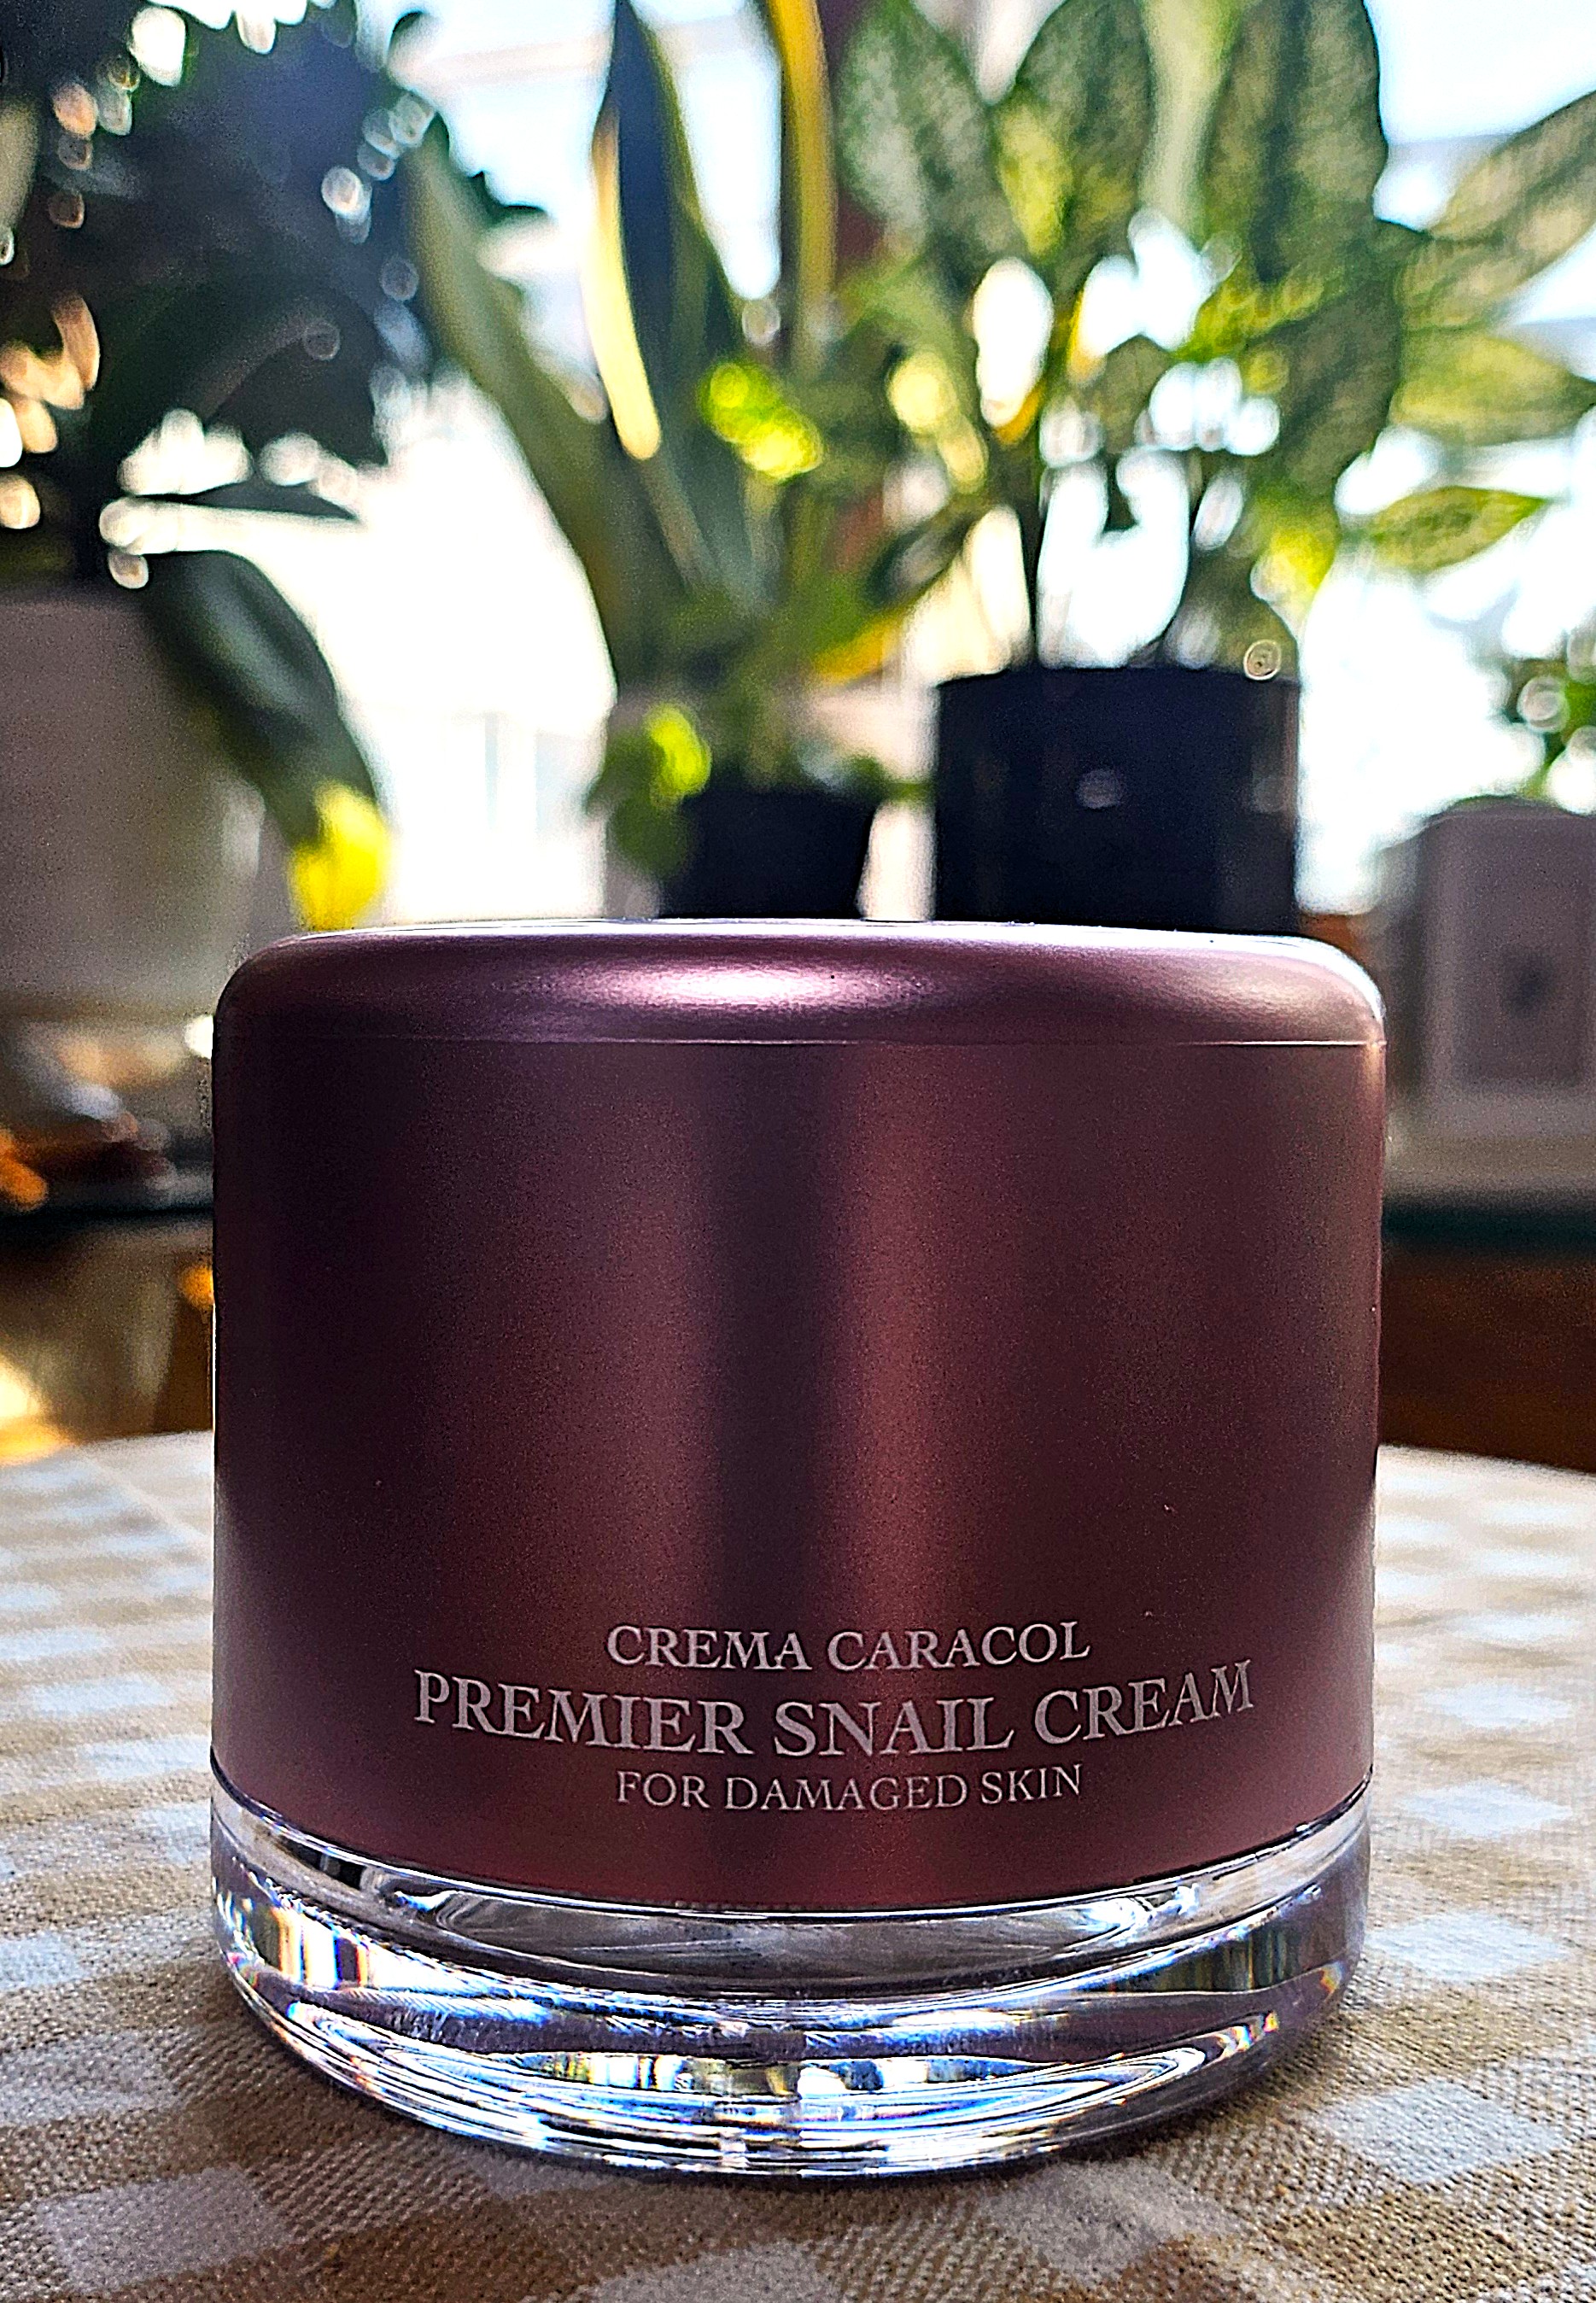 CREMA CARACOL
PREMIER SNAIL CREAM
FOR DAMAGED SKIN